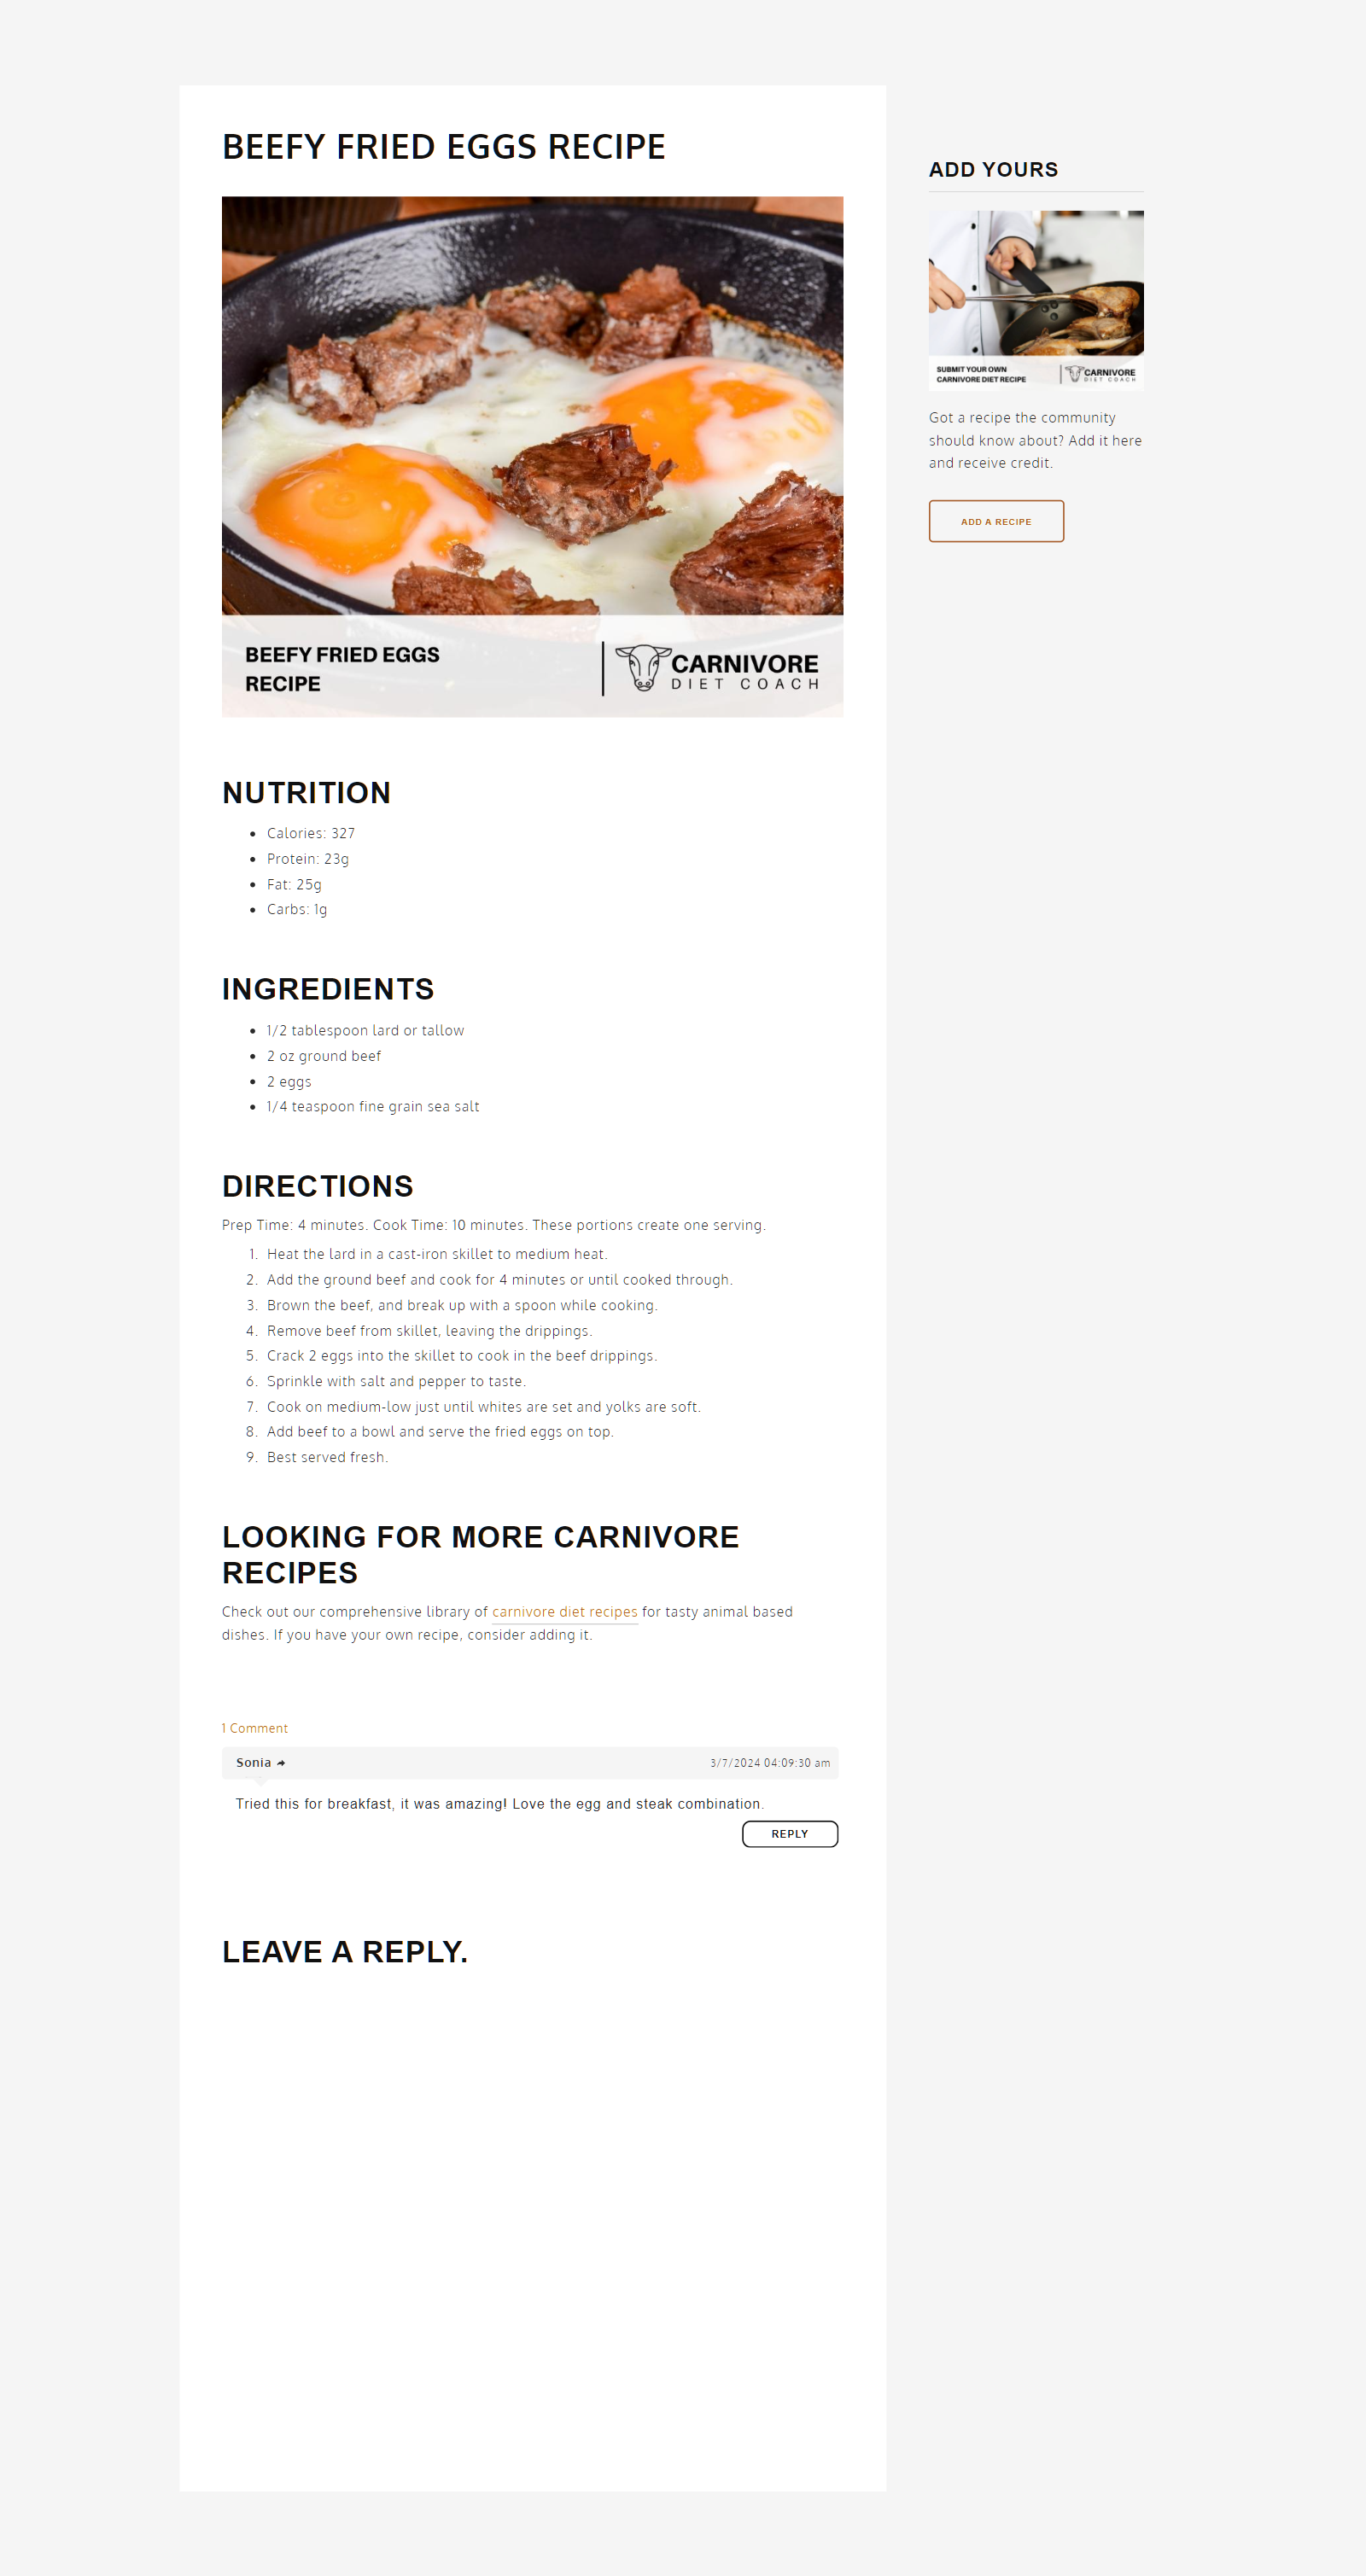 BEEFY FRIED EGGS RECIPE
BEEFY FRIED EGGS
RECIPE
CARNIVORE
DIET COACH
NUTRITION
• Calories: 327
• Protein: 23g
• Fat: 25g
• Carbs: 1g
INGREDIENTS
• 1/2 tablespoon lard or tallow
• 2 oz ground beef
• 2 eggs
• 1/4 teaspoon fine grain sea salt
DIRECTIONS
Prep Time: 4 minutes. Cook Time: 10 minutes. These portions create one serving.
1. Heat the lard in a cast-iron skillet to medium heat.
2. Add the ground beef and cook for 4 minutes or until cooked through.
3. Brown the beef, and break up with a spoon while cooking.
4. Remove beef from skillet, leaving the drippings.
5. Crack 2 eggs into the skillet to cook in the beef drippings.
6. Sprinkle with salt and pepper to taste.
7. Cook on medium-low just until whites are set and yolks are soft.
8. Add beef to a bowl and serve the fried eggs on top.
9. Best served fresh.
LOOKING FOR MORE CARNIVORE
RECIPES
Check out our comprehensive library of carnivore diet recipes for tasty animal based
dishes. If you have your own recipe, consider adding it.
1 Comment
Sonia
3/7/2024 04:09:30 am
Tried this for breakfast, it was amazing! Love the egg and steak combination.
REPLY
LEAVE A REPLY.
ADD YOURS
SUBMIT YOUR OWN
CARNIVORE DIET RECIPE
CARNIVORE
DIET COACH
Got a recipe the community
should know about? Add it here
and receive credit.
ADD A RECIPE